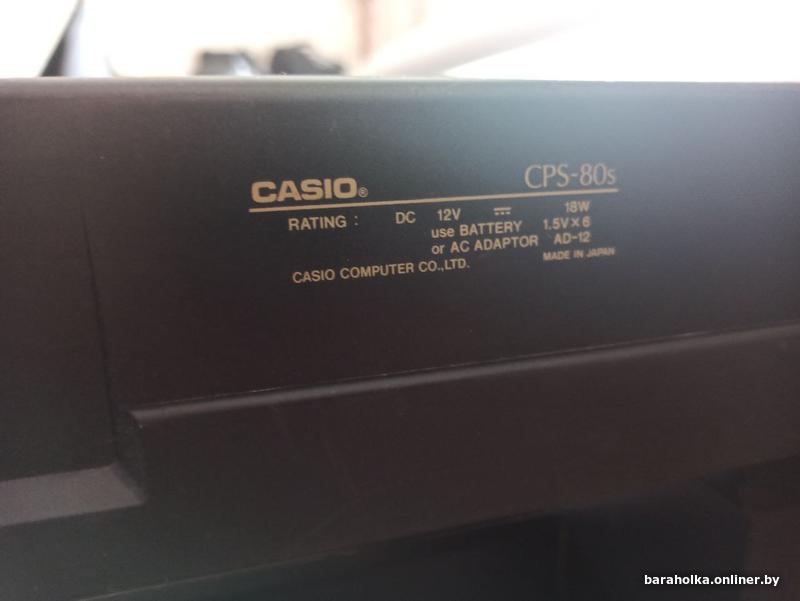 CASIO® CPS-80s
RATING : DC 12V ⎓ 18W
use BATTERY 1.5V×6
or AC ADAPTOR AD-12
CASIO COMPUTER CO.,LTD. MADE IN JAPAN
baraholka.onliner.by